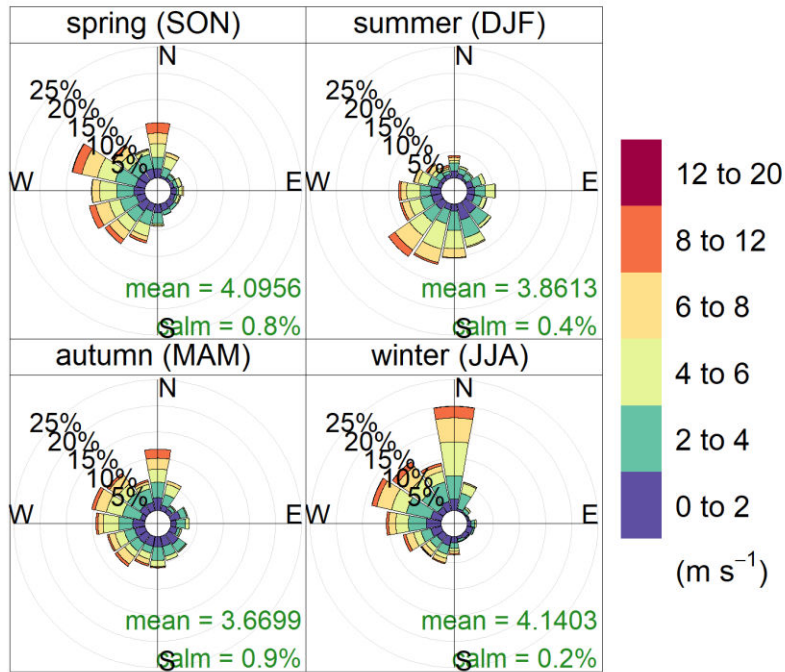 spring (SON)
N
25%
20%
15%
10%
5%
W
E
mean = 4.0956
S
calm = 0.8%
summer (DJF)
N
25%
20%
15%
10%
5%
W
E
mean = 3.8613
S
calm = 0.4%
autumn (MAM)
N
25%
20%
15%
10%
5%
W
E
mean = 3.6699
S
calm = 0.9%
winter (JJA)
N
25%
20%
15%
10%
5%
W
E
mean = 4.1403
S
calm = 0.2%
12 to 20
8 to 12
6 to 8
4 to 6
2 to 4
0 to 2
(m s⁻¹)